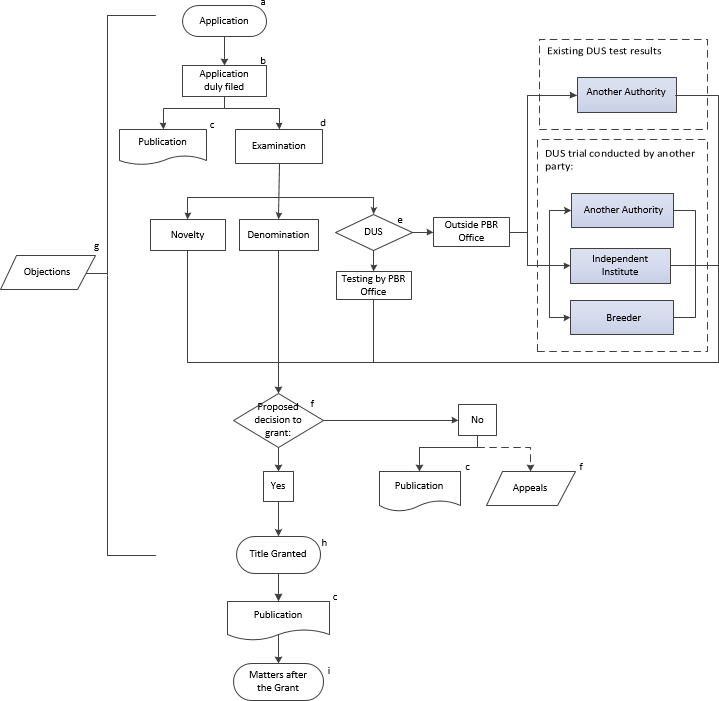 a
Application
b
Application
duly filed
c
Publication
d
Examination
Existing DUS test results
Another Authority
DUS trial conducted by another
party:
Another Authority
Independent
Institute
Breeder
Novelty
Denomination
e
DUS
Outside PBR
Office
Testing by PBR
Office
g
Objections
f
Proposed
decision to
grant:
No
Yes
c
Publication
f
Appeals
h
Title Granted
c
Publication
i
Matters after
the Grant